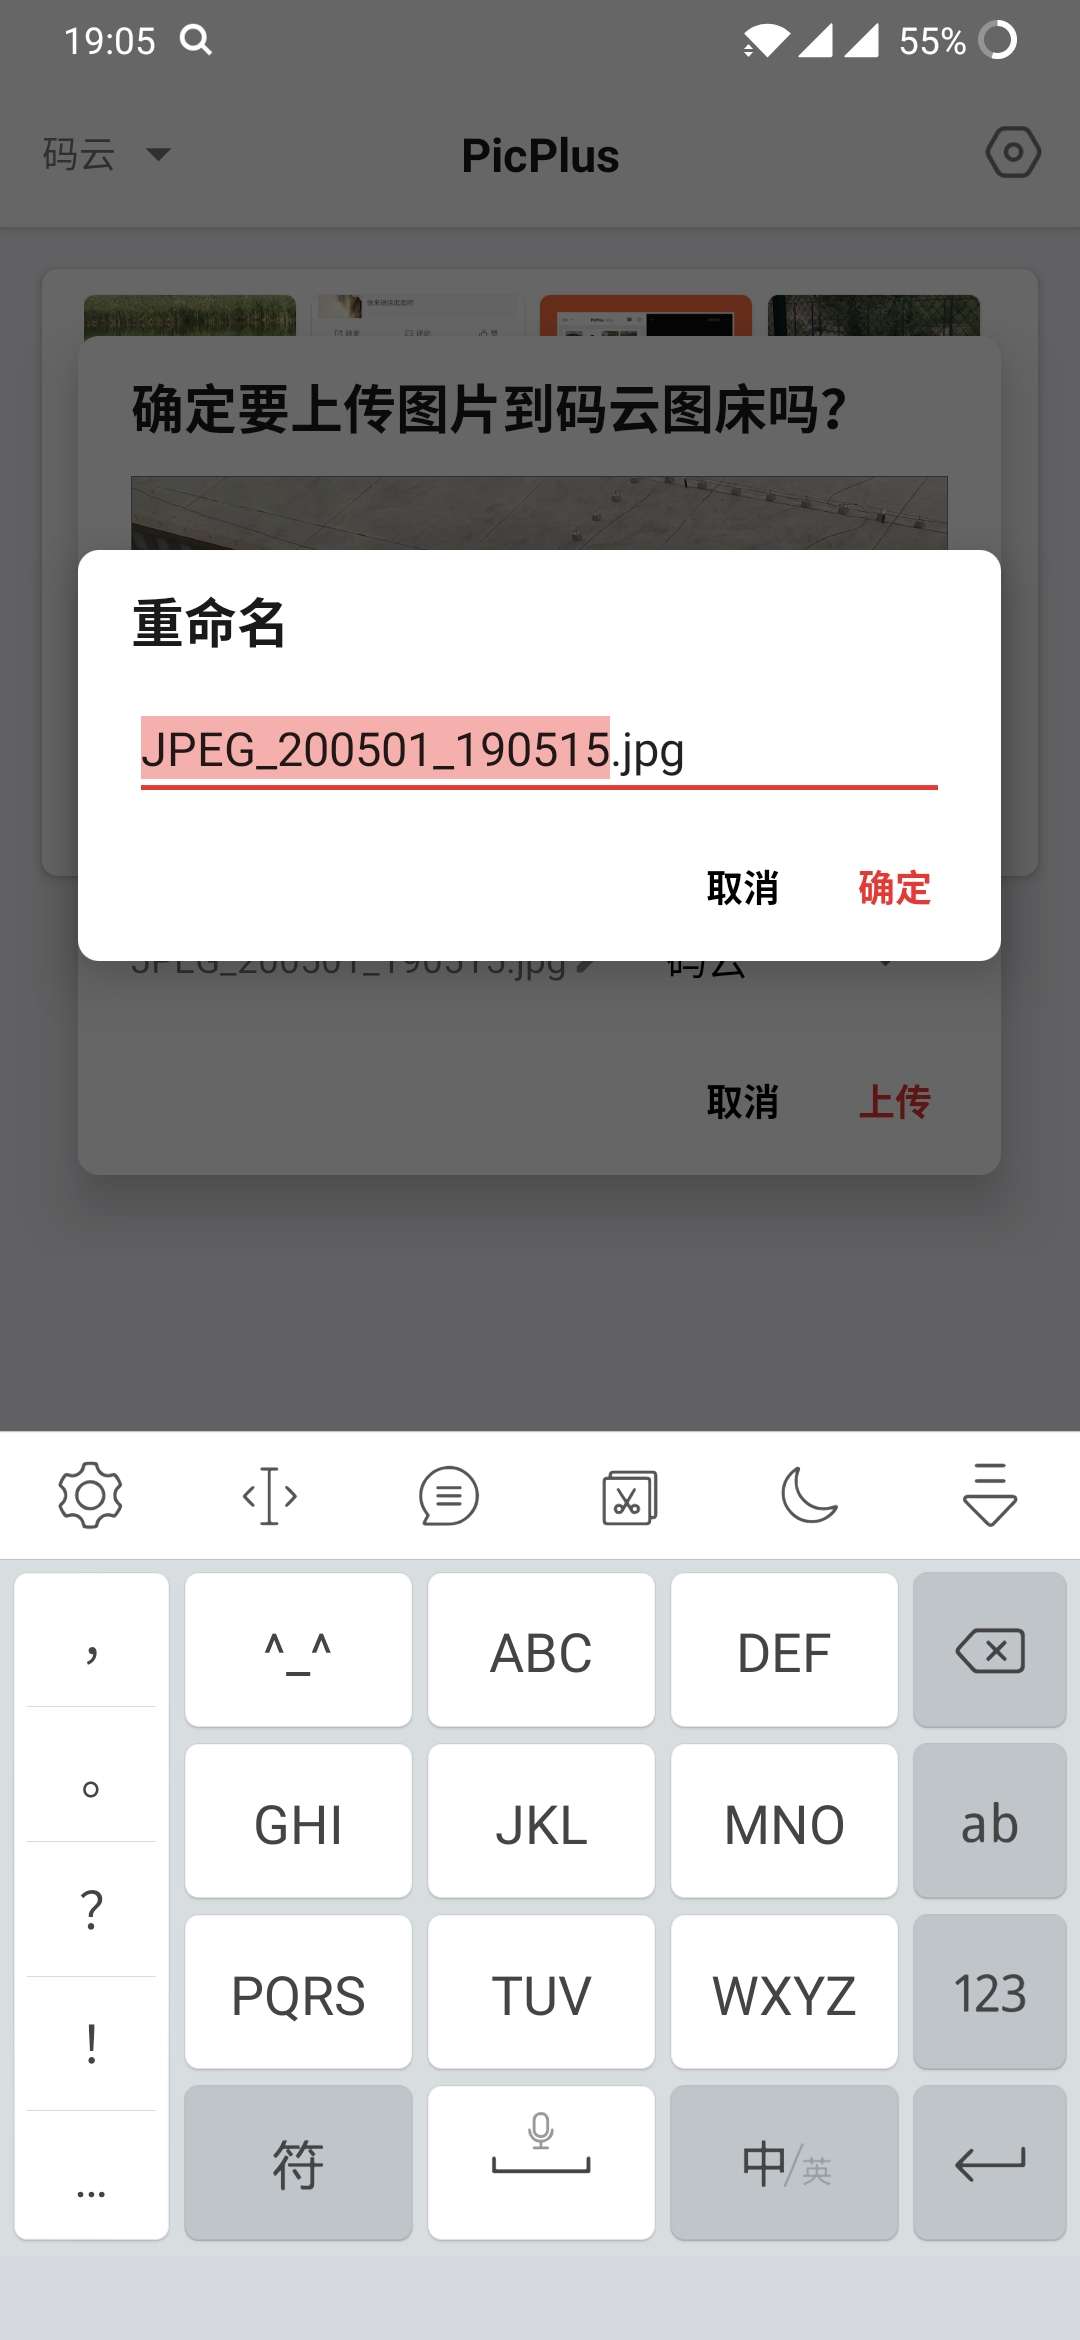 19:05 55%
码云 PicPlus
确定要上传图片到码云图床吗?
重命名
JPEG_200501_190515.jpg
取消 确定
JPEG_200501_190515.jpg 码云
取消 上传
， ^_^ ABC DEF
。 GHI JKL MNO ab
? PQRS TUV WXYZ 123
!
... 符 中/英